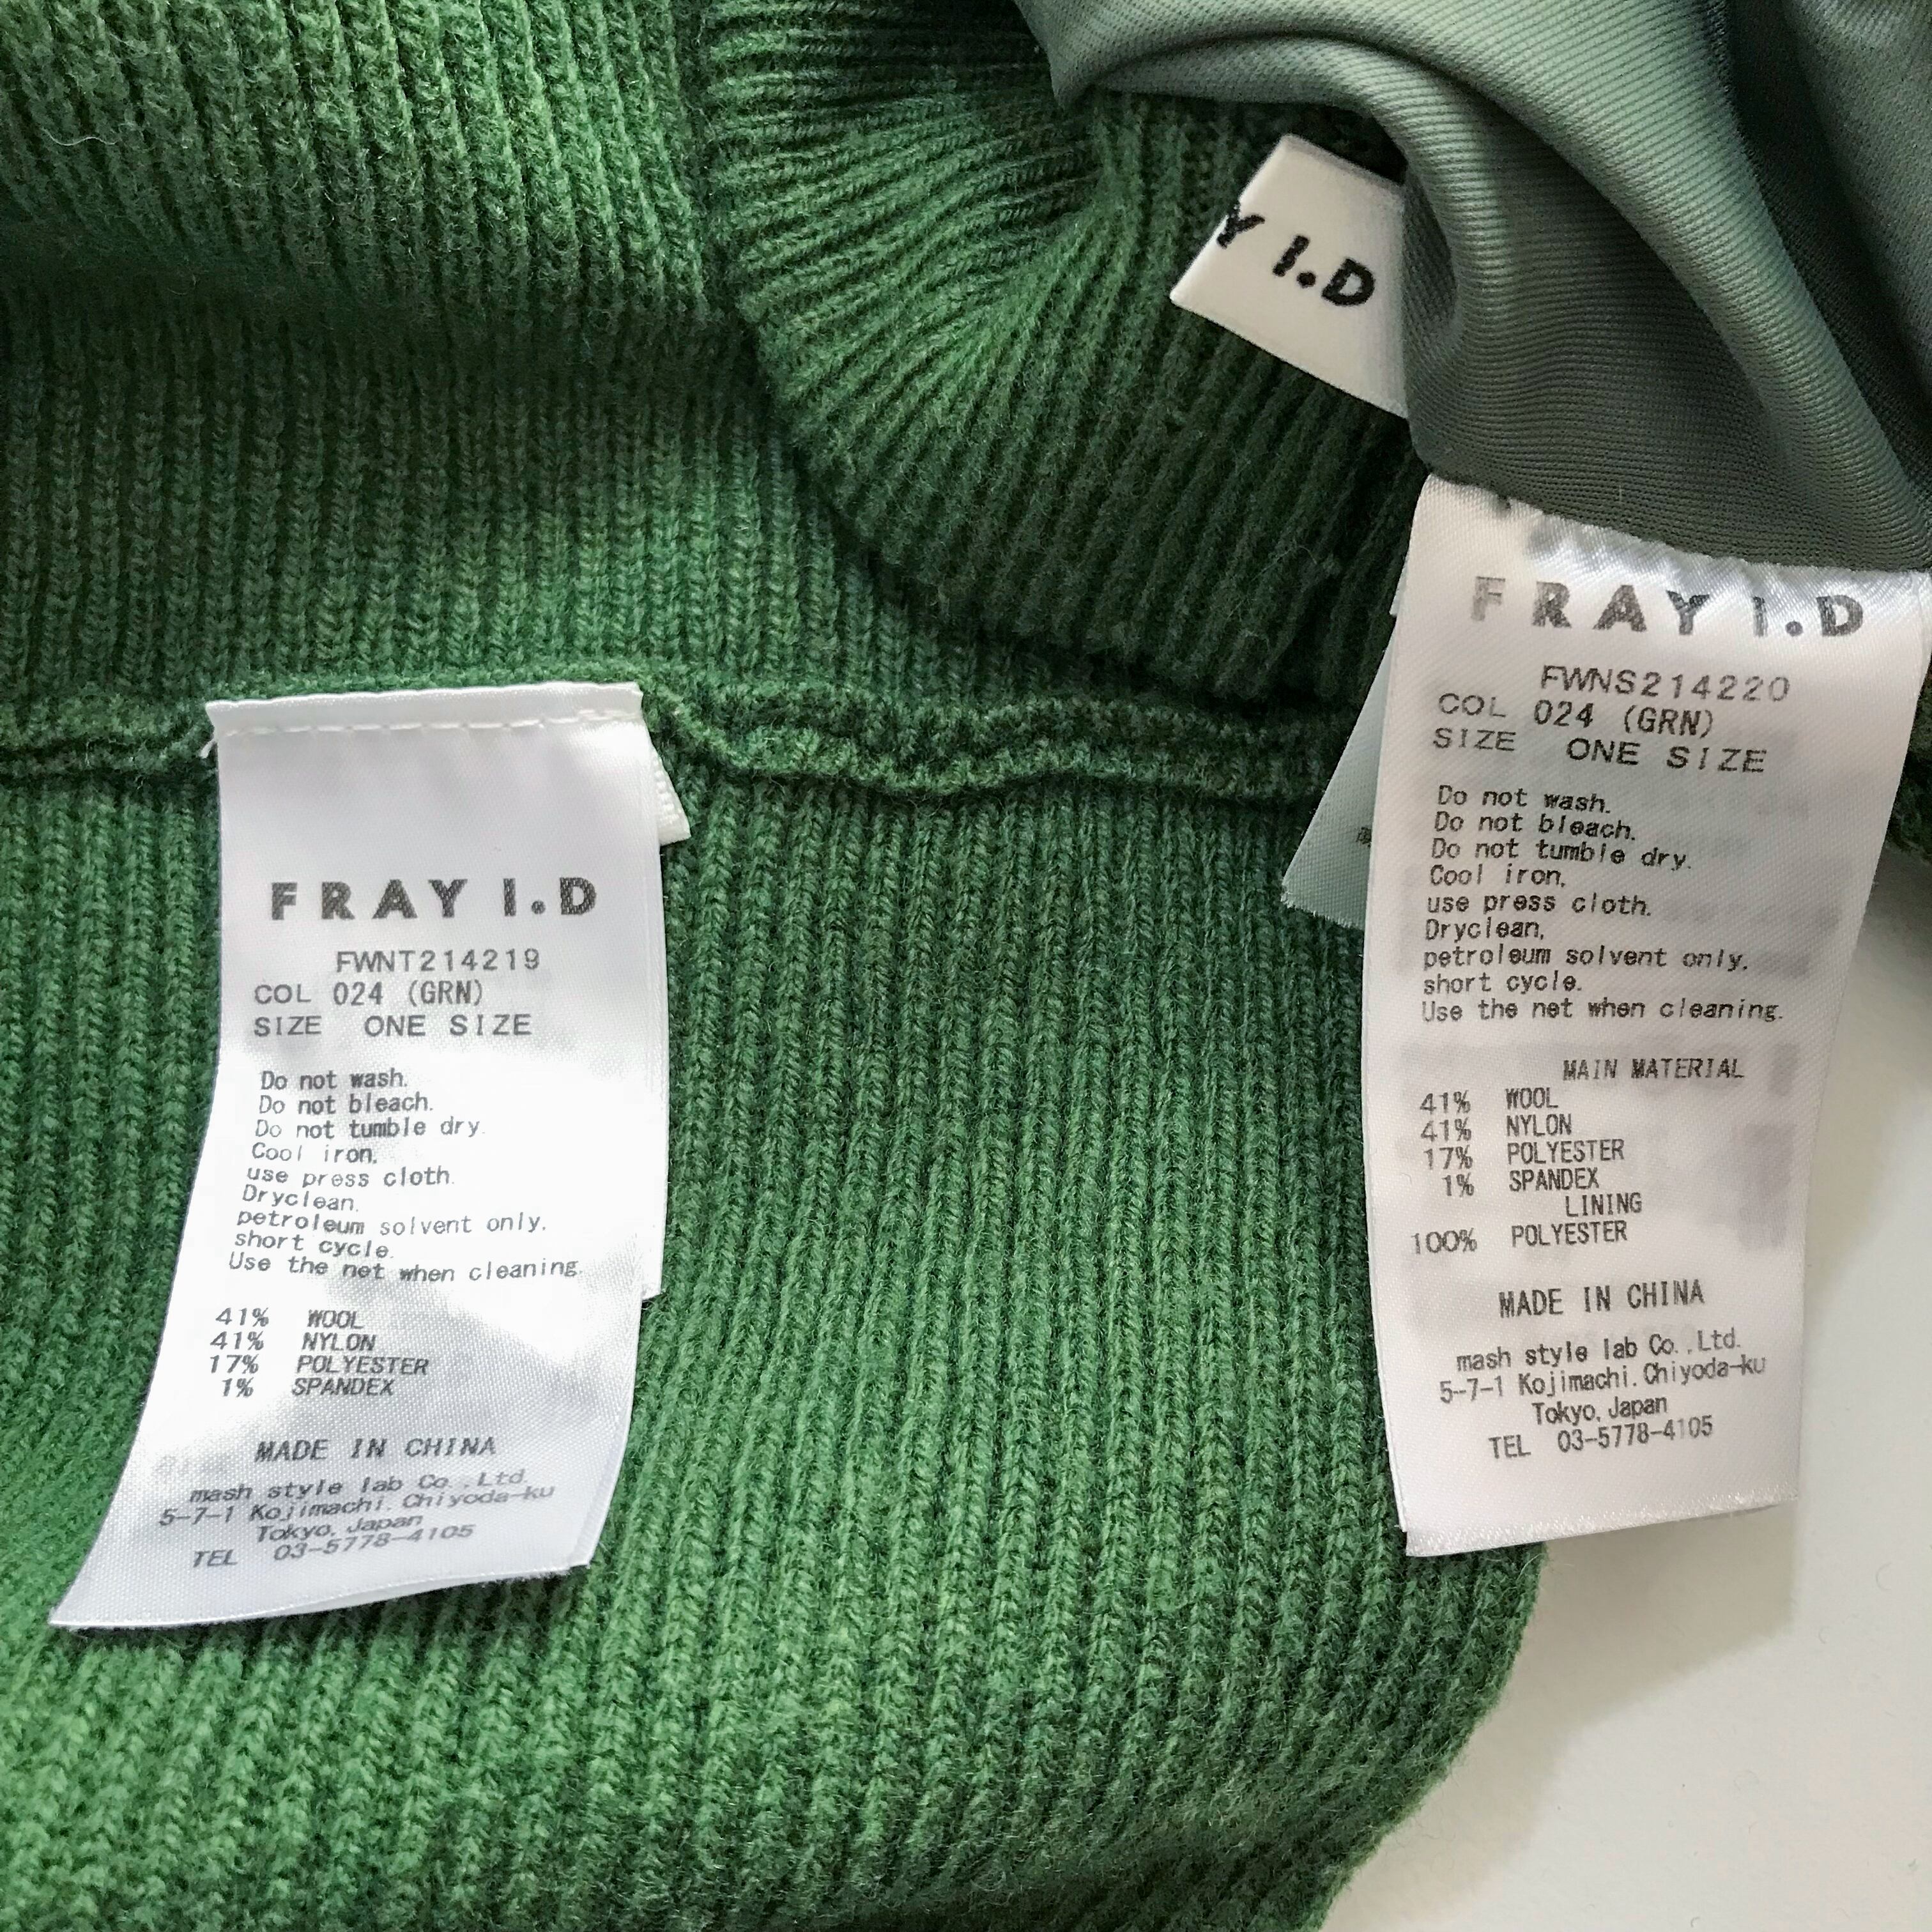 Y I.D
FRAY I.D
FWNT214219
COL 024 (GRN)
SIZE ONE SIZE
Do not wash.
Do not bleach.
Do not tumble dry.
Cool iron,
use press cloth.
Dryclean,
petroleum solvent only,
short cycle.
Use the net when cleaning.
41% WOOL
41% NYLON
17% POLYESTER
1% SPANDEX
MADE IN CHINA
mash style lab Co.,Ltd.
5-7-1 Kojimachi, Chiyoda-ku
Tokyo, Japan
TEL 03-5778-4105
FRAY I.D
FWNS214220
COL 024 (GRN)
SIZE ONE SIZE
Do not wash.
Do not bleach.
Do not tumble dry.
Cool iron,
use press cloth.
Dryclean,
petroleum solvent only,
short cycle.
Use the net when cleaning.
MAIN MATERIAL
41% WOOL
41% NYLON
17% POLYESTER
1% SPANDEX
LINING
100% POLYESTER
MADE IN CHINA
mash style lab Co.,Ltd.
5-7-1 Kojimachi, Chiyoda-ku
Tokyo, Japan
TEL 03-5778-4105